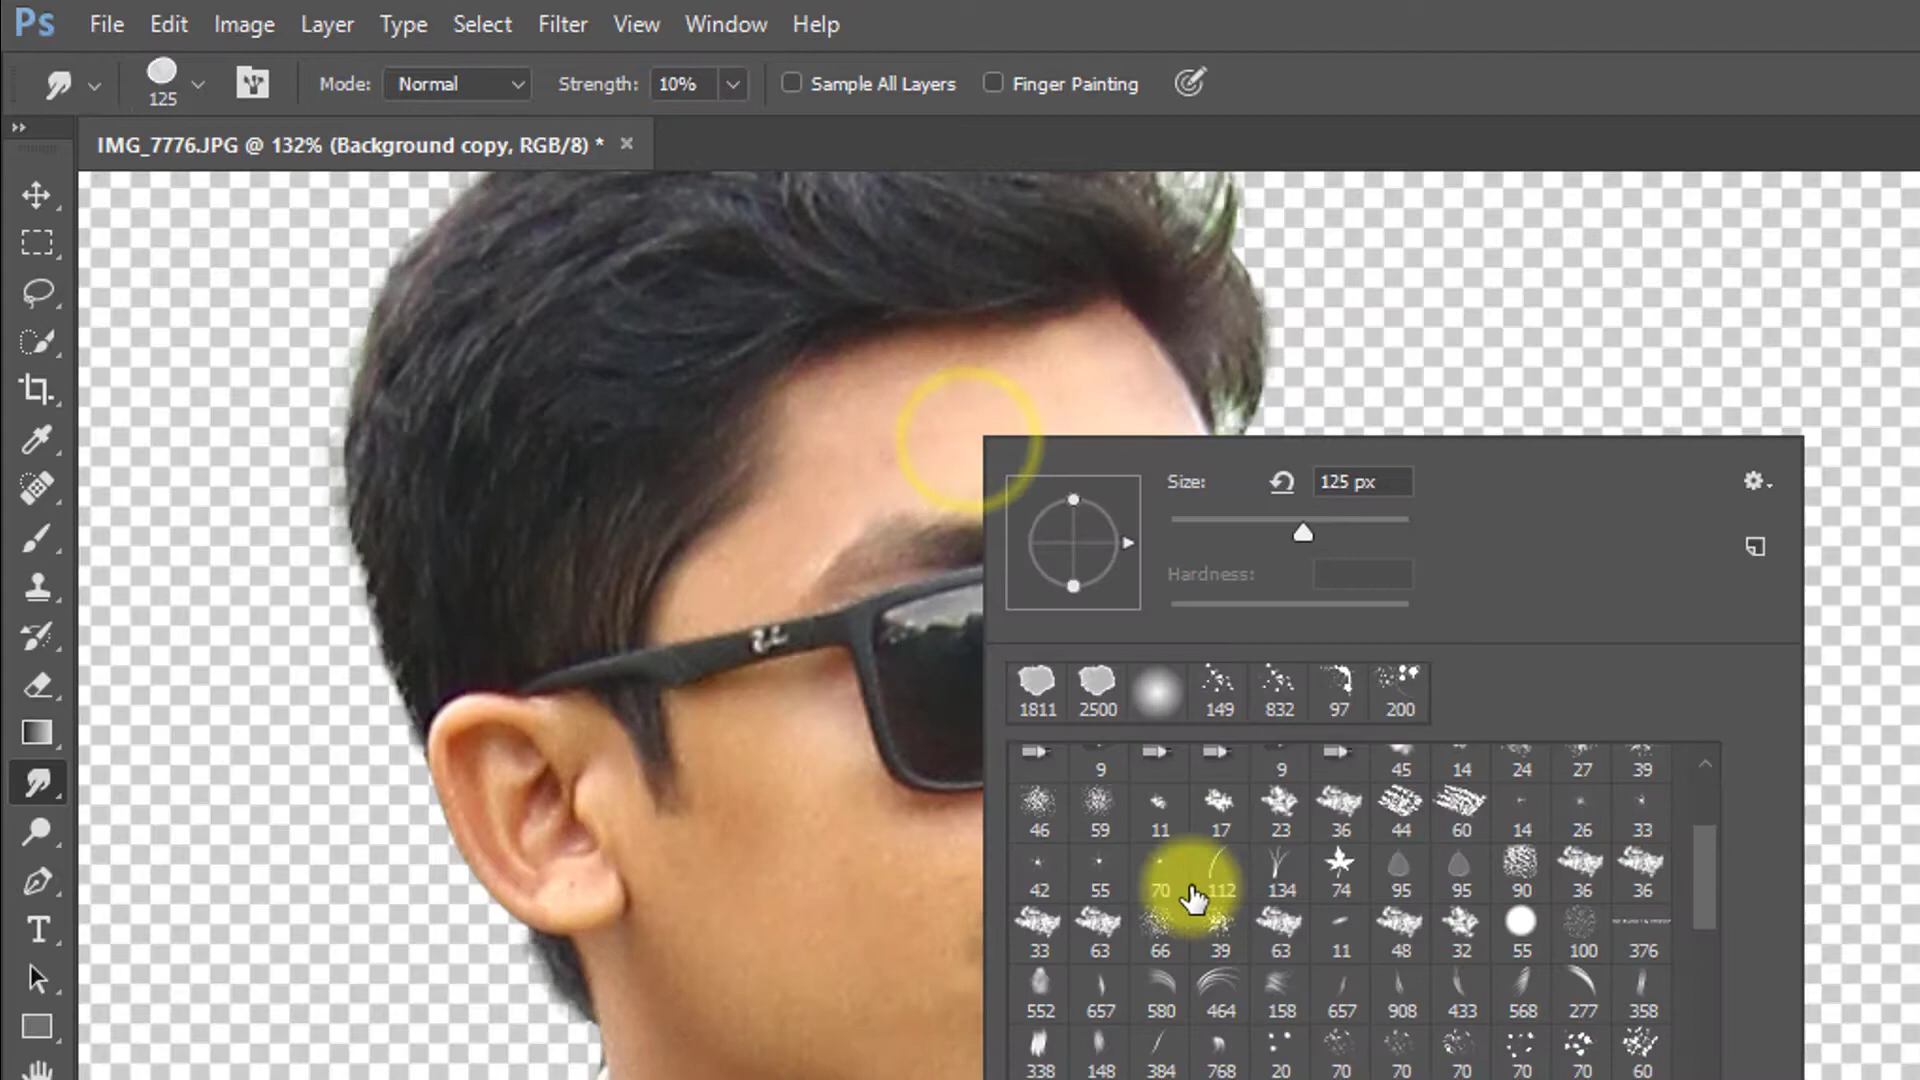 Ps File Edit Image Layer Type Select Filter View Window Help
125 Mode: Normal Strength: 10% Sample All Layers Finger Painting
IMG_7776.JPG @ 132% (Background copy, RGB/8) * ×
Size: 125 px
Hardness:
1811 2500 149 832 97 200
9 9 45 14 24 27 39
46 59 11 17 23 36 44 60 14 26 33
42 55 70 112 134 74 95 95 90 36 36
33 63 66 39 63 11 48 32 55 100 376
552 657 580 464 158 657 908 433 568 277 358
338 148 384 768 20 70 70 70 70 70 60